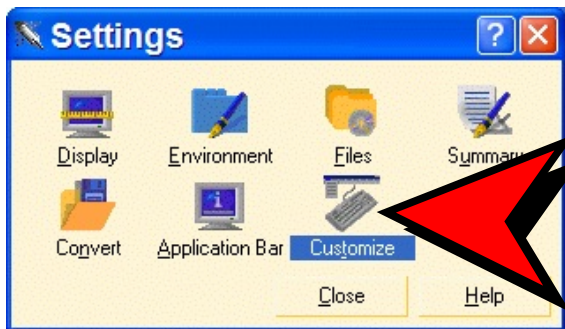 Settings
Display Environment Files Summary
Convert Application Bar Customize
Close Help